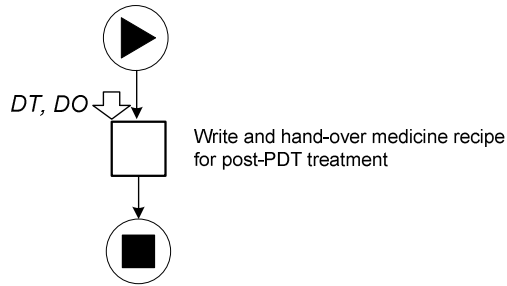 DT, DO
Write and hand-over medicine recipe
for post-PDT treatment